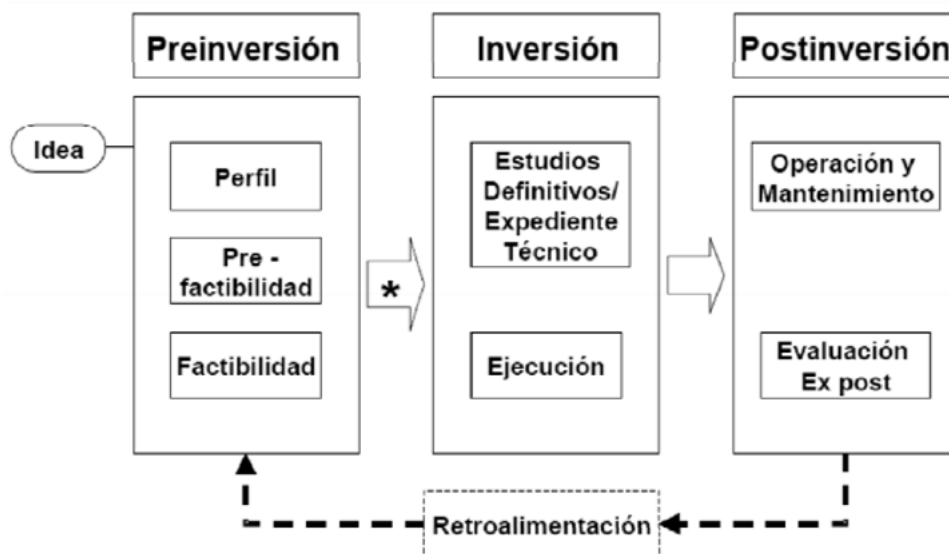 Preinversión
Inversión
Postinversión
Idea
Perfil
Pre -
factibilidad
Factibilidad
*
Estudios
Definitivos/
Expediente
Técnico
Ejecución
Operación y
Mantenimiento
Evaluación
Ex post
Retroalimentación